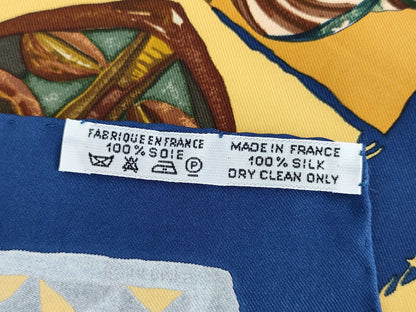 FABRIQUE EN FRANCE
100% SOIE
P
MADE IN FRANCE
100% SILK
DRY CLEAN ONLY